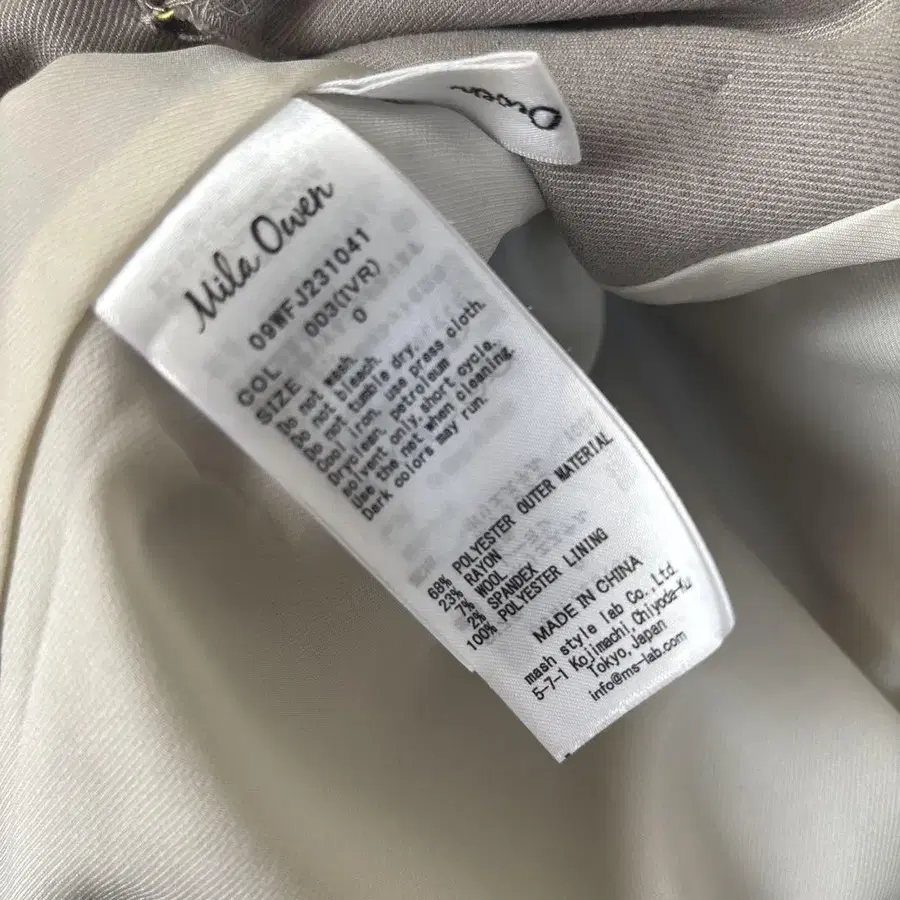 Owen
Mila Owen
09WFJ231041
COL 003(IVR)
SIZE 0
Do not wash.
Do not bleach.
Do not tumble dry.
Cool iron, use press cloth.
Dryclean, petroleum
solvent only, short cycle.
Use the net when cleaning.
Dark colors may run.
68% POLYESTER OUTER MATERIAL
23% RAYON
7% WOOL
2% SPANDEX
100% POLYESTER LINING
MADE IN CHINA
mash style lab Co.,Ltd.
5-7-1 Kojimachi, Chiyoda-Ku
Tokyo, Japan
info@ms-lab.com